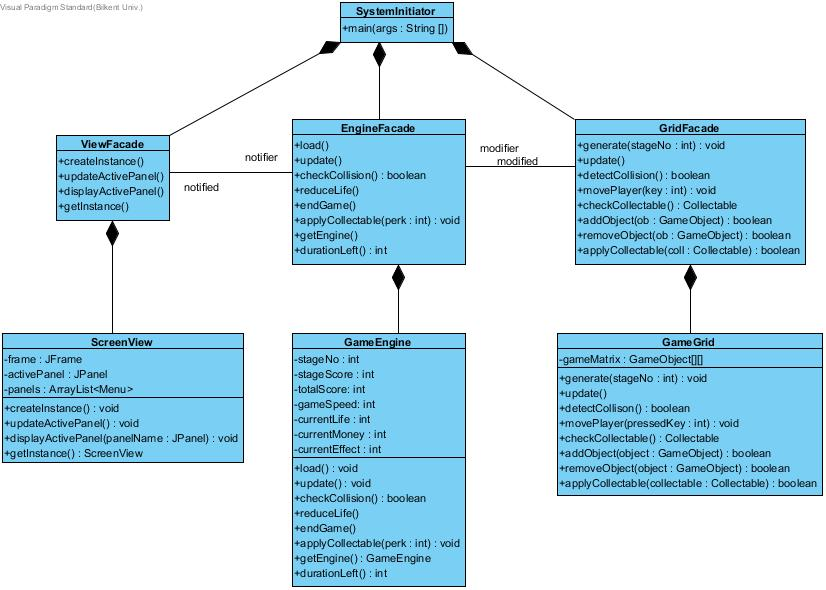 Visual Paradigm Standard(Bilkent Univ.)
SystemInitiator
+main(args : String [])
ViewFacade
+createInstance()
+updateActivePanel()
+displayActivePanel()
+getInstance()
notifier
notified
EngineFacade
+load()
+update()
+checkCollision() : boolean
+reduceLife()
+endGame()
+applyCollectable(perk : int) : void
+getEngine()
+durationLeft() : int
modifier
modified
GridFacade
+generate(stageNo : int) : void
+update()
+detectCollision() : boolean
+movePlayer(key : int) : void
+checkCollectable() : Collectable
+addObject(ob : GameObject) : boolean
+removeObject(ob : GameObject) : boolean
+applyCollectable(coll : Collectable) : boolean
ScreenView
-frame : JFrame
-activePanel : JPanel
-panels : ArrayList<Menu>
+createInstance() : void
+updateActivePanel() : void
+displayActivePanel(panelName : JPanel) : void
+getInstance() : ScreenView
GameEngine
-stageNo : int
-stageScore : int
-totalScore: int
-gameSpeed: int
-currentLife : int
-currentMoney : int
-currentEffect : int
+load() : void
+update() : void
+checkCollision() : boolean
+reduceLife()
+endGame()
+applyCollectable(perk : int) : void
+getEngine() : GameEngine
+durationLeft() : int
GameGrid
-gameMatrix : GameObject[][]
+generate(stageNo : int) : void
+update()
+detectCollison() : boolean
+movePlayer(pressedKey : int) : void
+checkCollectable() : Collectable
+addObject(object : GameObject) : boolean
+removeObject(object : GameObject) : boolean
+applyCollectable(collectable : Collectable) : boolean